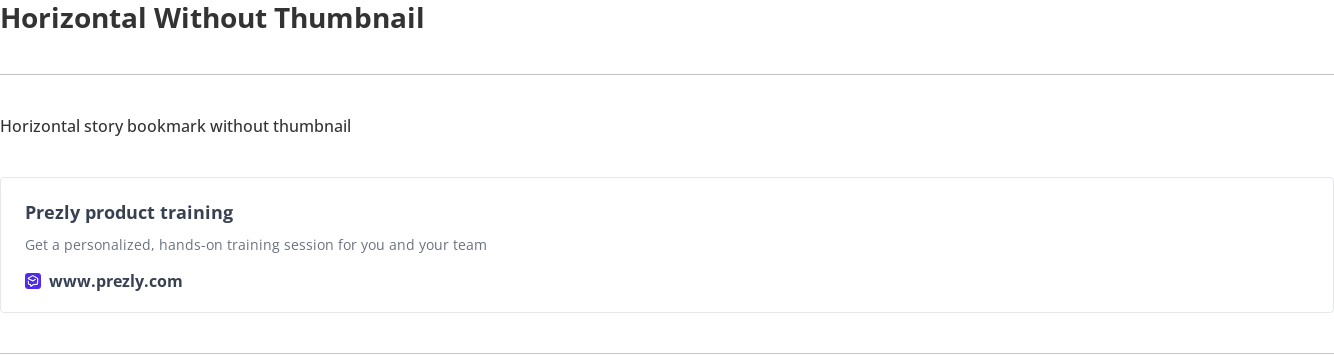 Horizontal Without Thumbnail
Horizontal story bookmark without thumbnail
Prezly product training
Get a personalized, hands-on training session for you and your team
www.prezly.com